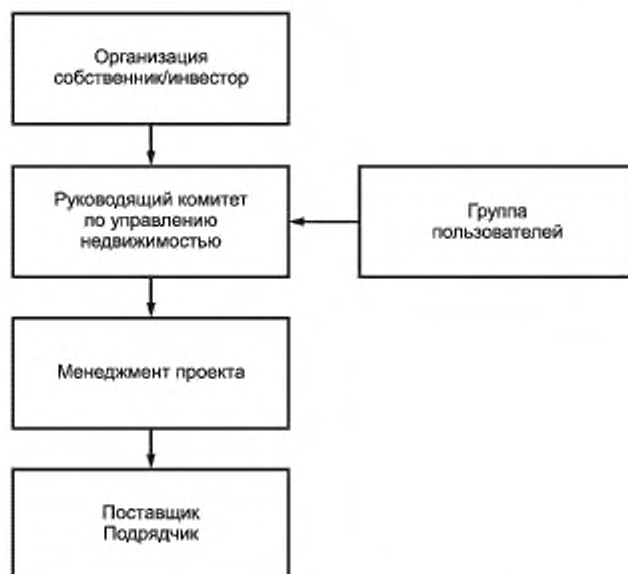 Организация
собственник/инвестор
Руководящий комитет
по управлению
недвижимостью
Группа
пользователей
Менеджмент проекта
Поставщик
Подрядчик